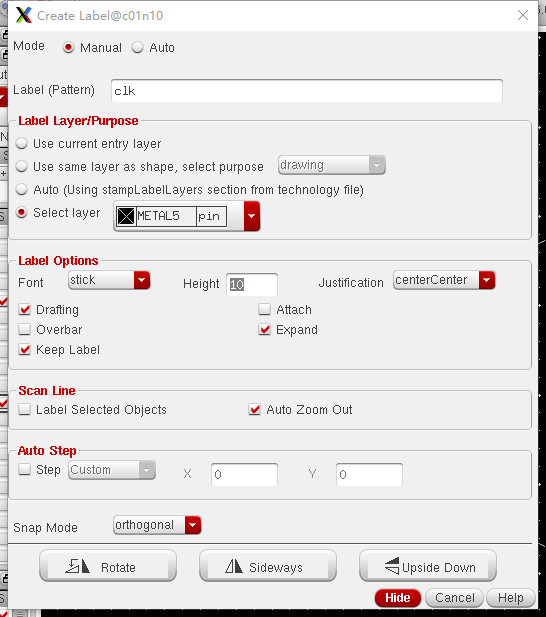 Create Label@c01n10
Mode Manual Auto
Label (Pattern) clk
Label Layer/Purpose
Use current entry layer
Use same layer as shape, select purpose drawing
Auto (Using stampLabelLayers section from technology file)
Select layer METAL5 pin
Label Options
Font stick Height 10 Justification centerCenter
Drafting Attach
Overbar Expand
Keep Label
Scan Line
Label Selected Objects Auto Zoom Out
Auto Step
Step Custom X 0 Y 0
Snap Mode orthogonal
Rotate Sideways Upside Down
Hide Cancel Help